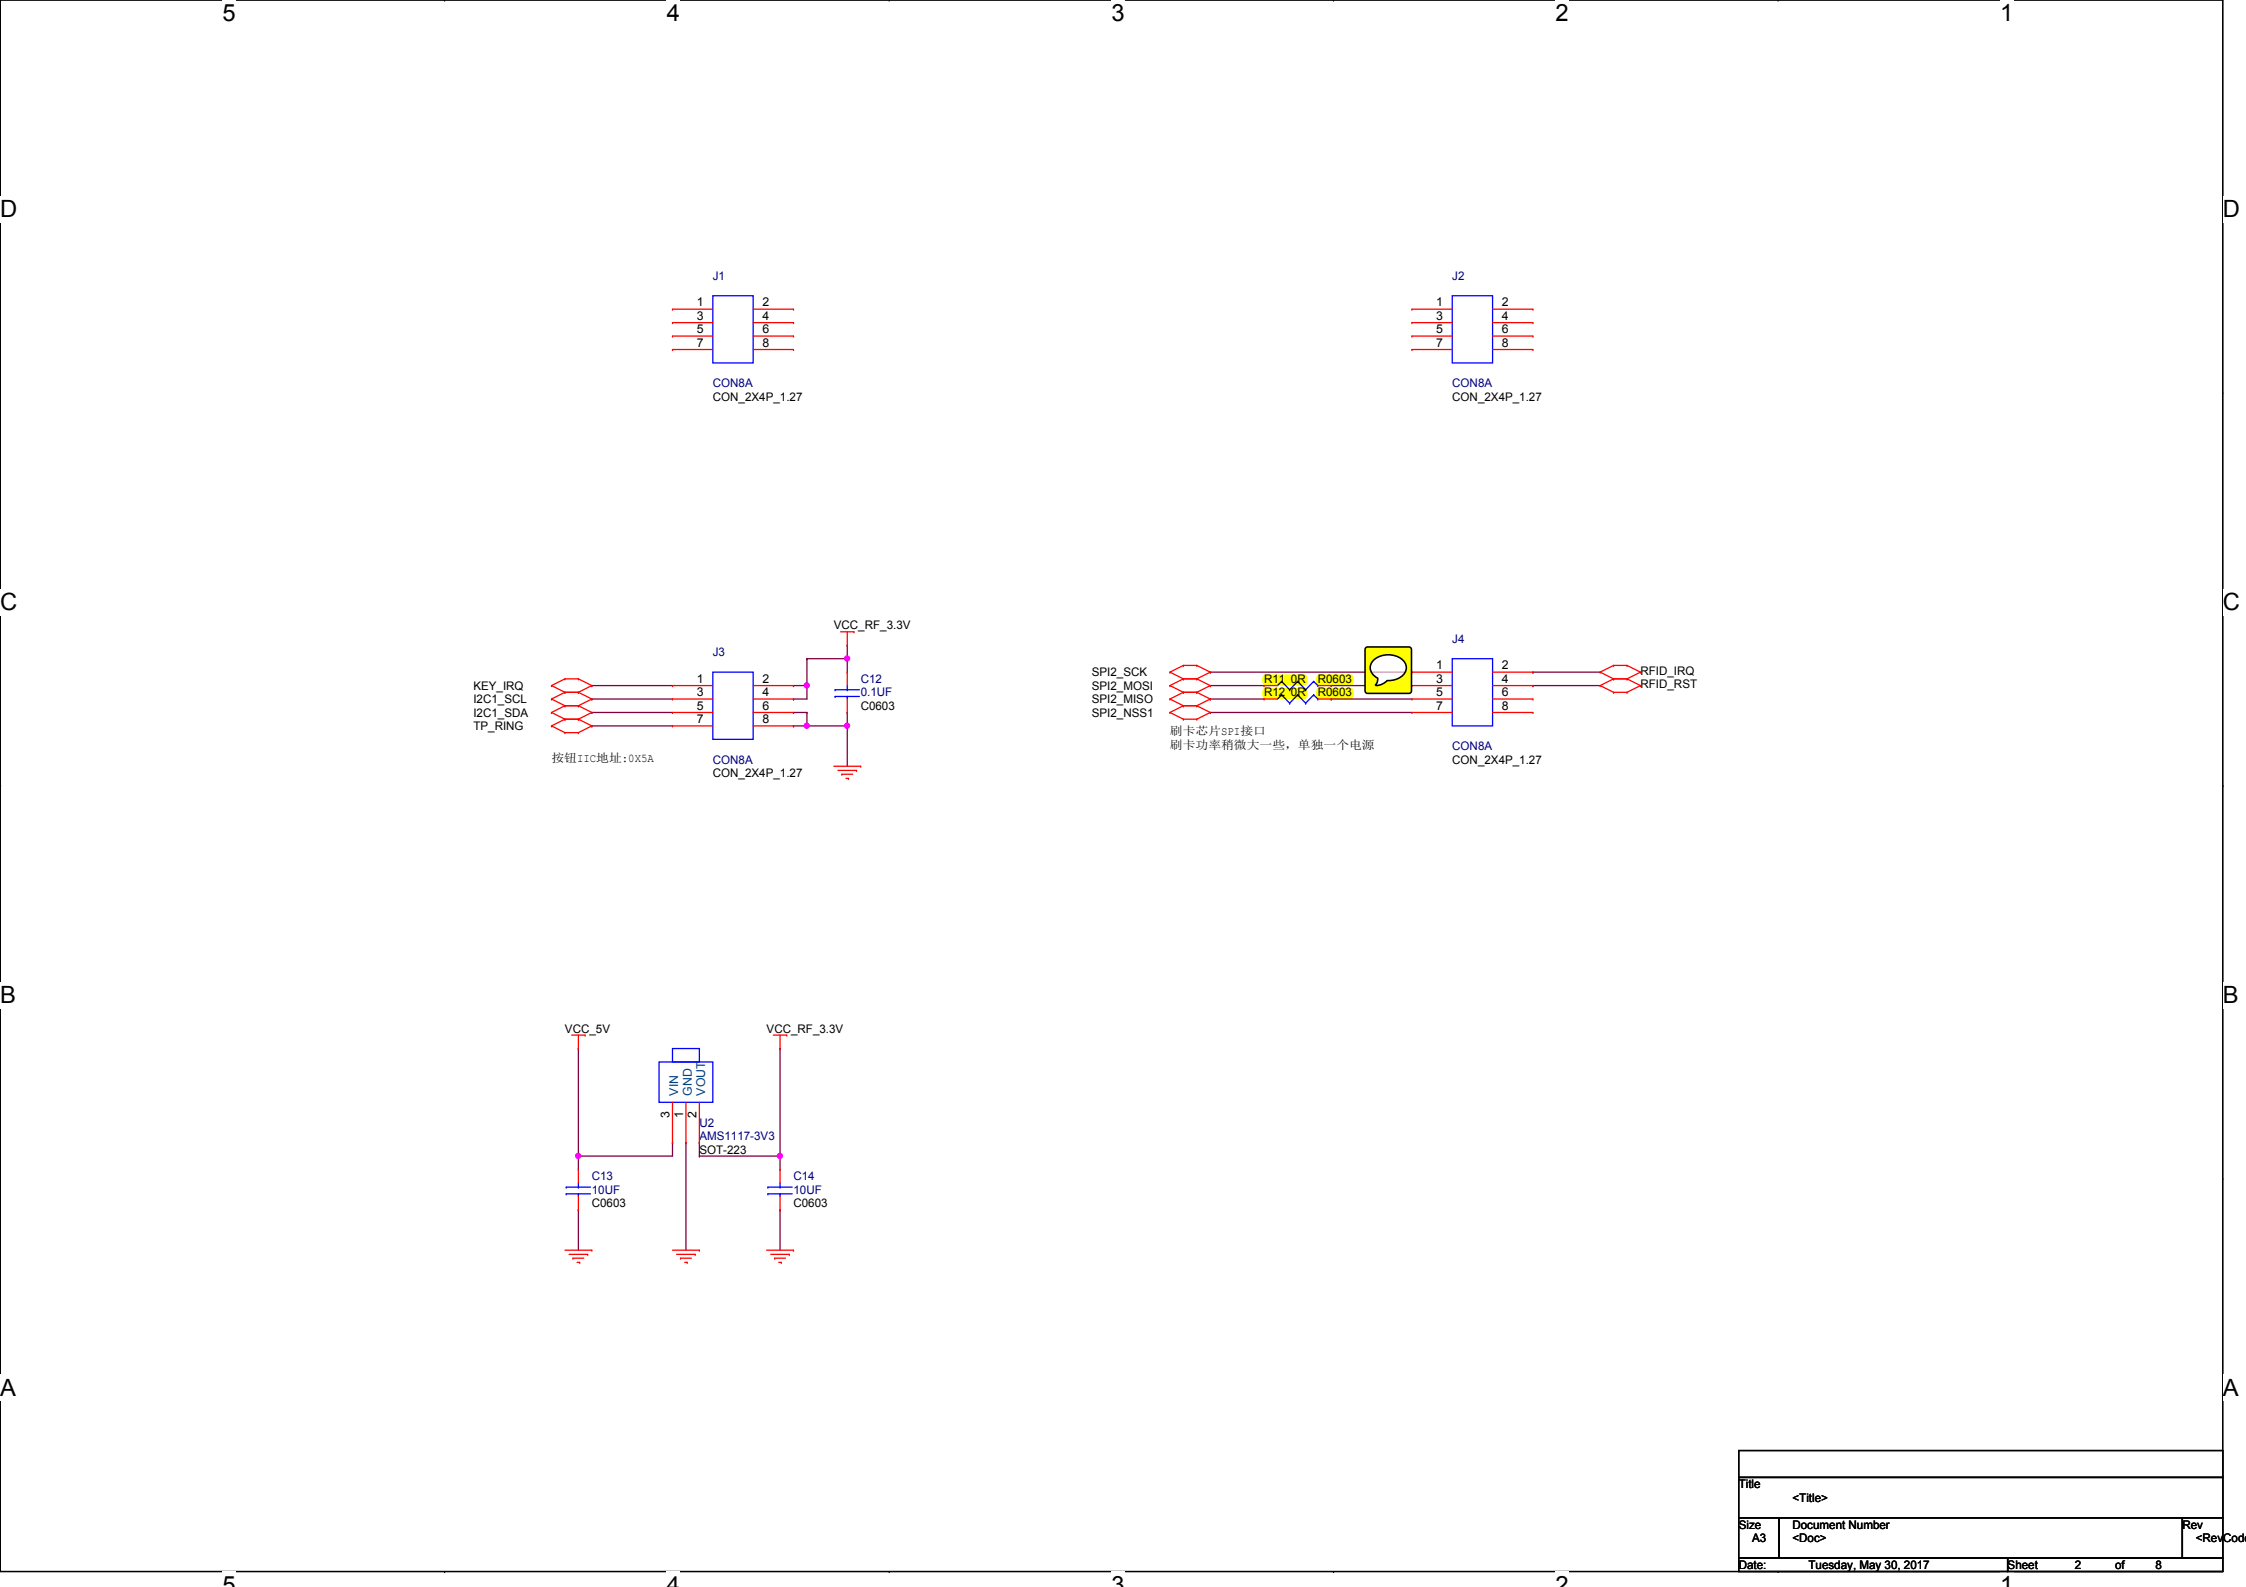 5 4 3 2 1
D D
J1
1 2
3 4
5 6
7 8
CON8A
CON_2X4P_1.27
J2
1 2
3 4
5 6
7 8
CON8A
CON_2X4P_1.27
C C
VCC_RF_3.3V
J3
KEY_IRQ 1 2
I2C1_SCL 3 4
I2C1_SDA 5 6
TP_RING 7 8
C12
0.1UF
C0603
按钮IIC地址:0X5A
CON8A
CON_2X4P_1.27
J4
SPI2_SCK 1 2 RFID_IRQ
SPI2_MOSI R11 0R R0603 3 4 RFID_RST
SPI2_MISO R12 0R R0603 5 6
SPI2_NSS1 7 8
刷卡芯片SPI接口
刷卡功率稍微大一些，单独一个电源
CON8A
CON_2X4P_1.27
B B
VCC_5V VCC_RF_3.3V
VIN GND VOUT
3 1 2
U2
AMS1117-3V3
SOT-223
C13
10UF
C0603
C14
10UF
C0603
A A
Title
<Title>
Size Document Number Rev
A3 <Doc> <RevCode
Date: Tuesday, May 30, 2017 Sheet 2 of 8
5 4 3 2 1